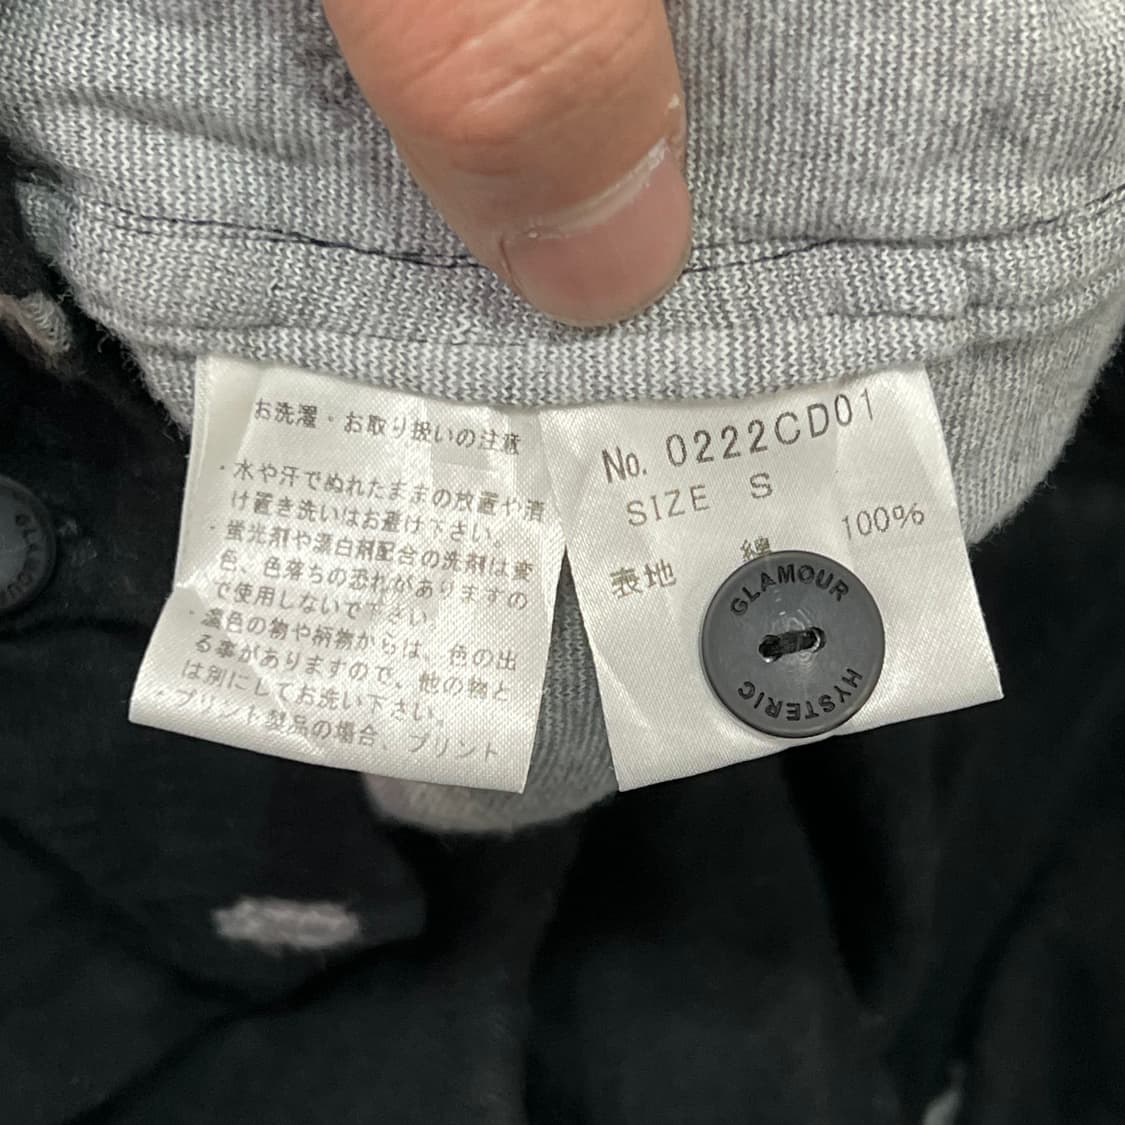 お洗濯・お取り扱いの注意
・水や汗でぬれたままの放置や漬
け置き洗いはお避け下さい。
・蛍光剤や漂白剤配合の洗剤は変
色、色落ちの恐れがありますの
で使用しないで下さい。
・濃色の物や柄物からは、色の出
る事がありますので、他の物と
は別にしてお洗い下さい。
・プリント製品の場合、プリント
No. 0222CD01
SIZE S
表地 綿 100%
GLAMOUR
HYSTERIC